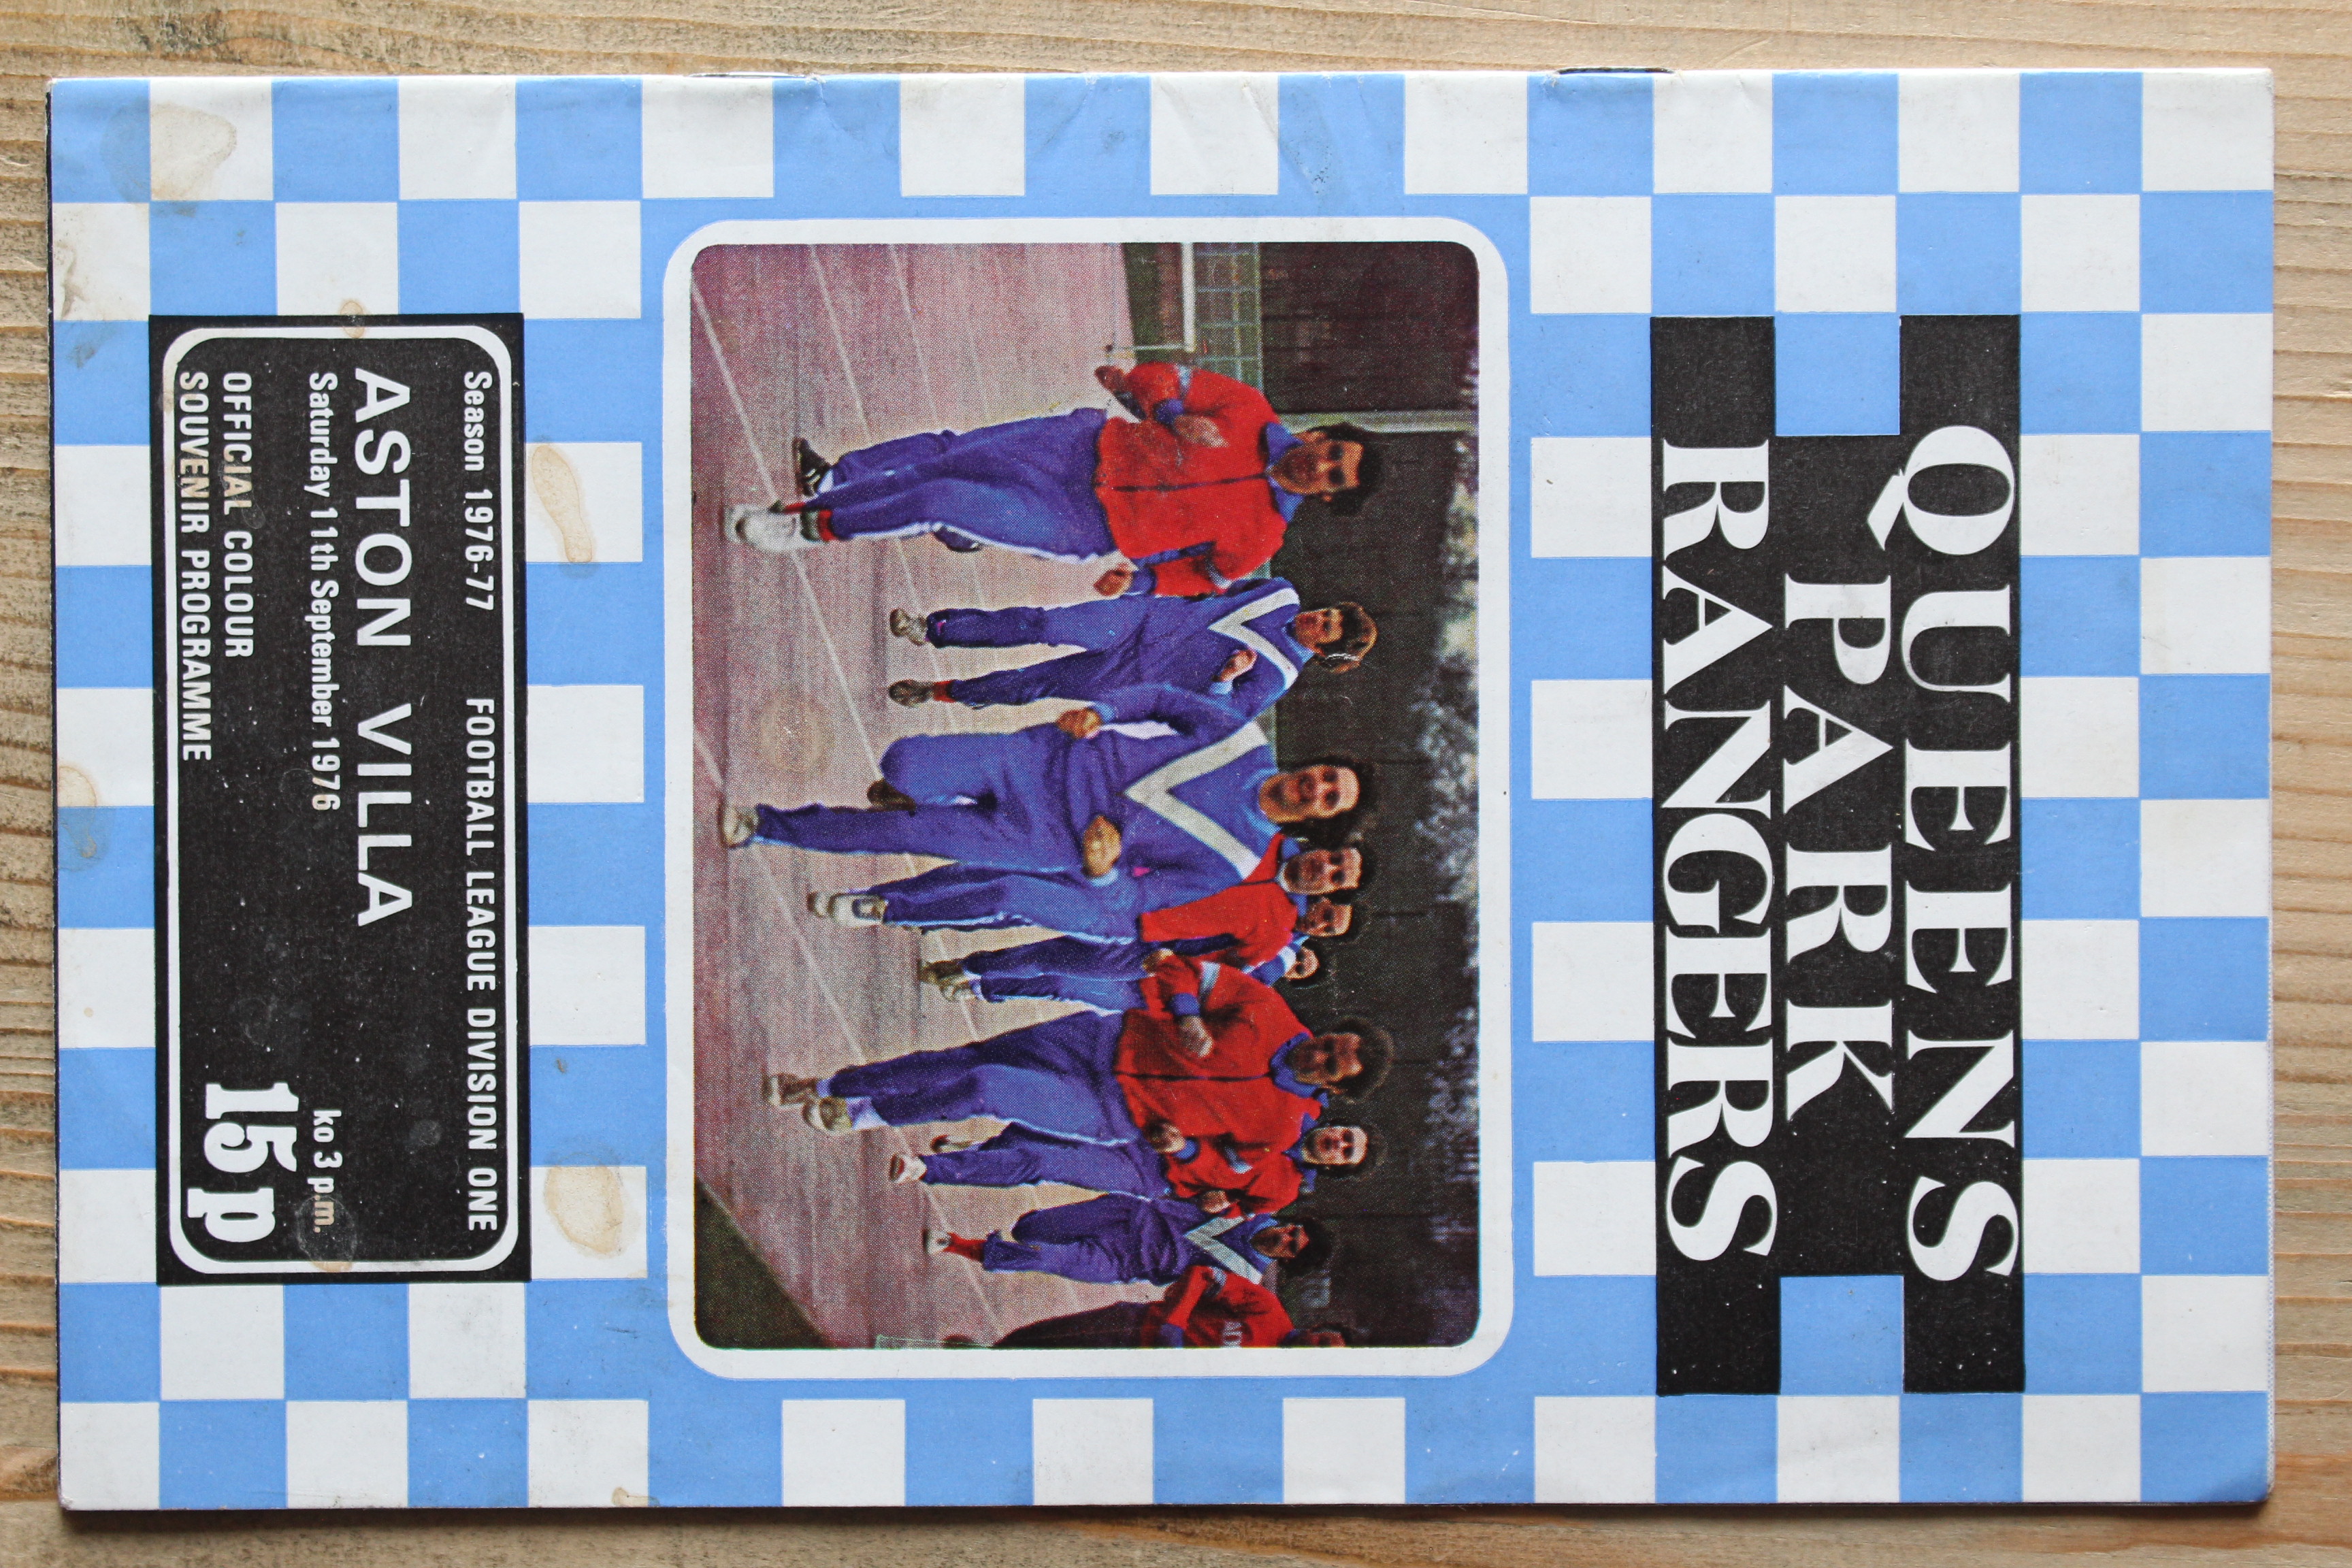 QUEENS
PARK
RANGERS
Season 1976-77 FOOTBALL LEAGUE DIVISION ONE
ASTON VILLA
Saturday 11th September 1976 ko 3 p.m.
OFFICIAL COLOUR
SOUVENIR PROGRAMME 15p